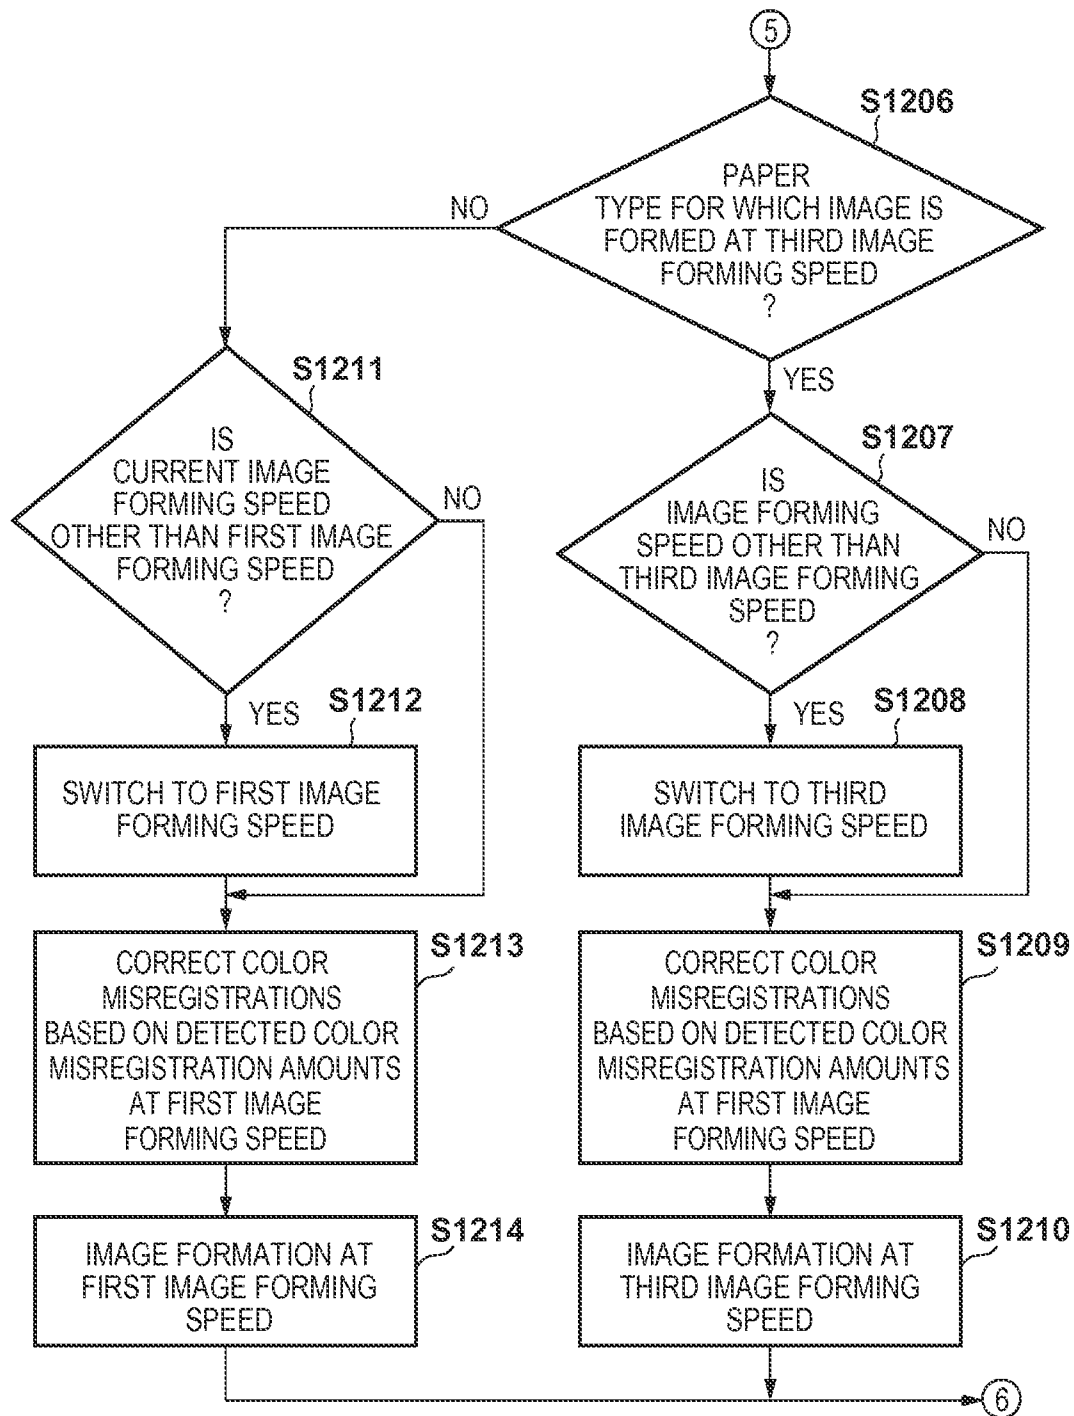 5
S1206
PAPER
TYPE FOR WHICH IMAGE IS
FORMED AT THIRD IMAGE
FORMING SPEED
?
NO
YES
S1211
IS
CURRENT IMAGE
FORMING SPEED
OTHER THAN FIRST IMAGE
FORMING SPEED
?
NO
YES
S1207
IS
IMAGE FORMING
SPEED OTHER THAN
THIRD IMAGE FORMING
SPEED
?
NO
YES
S1212
SWITCH TO FIRST IMAGE
FORMING SPEED
S1208
SWITCH TO THIRD
IMAGE FORMING SPEED
S1213
CORRECT COLOR
MISREGISTRATIONS
BASED ON DETECTED COLOR
MISREGISTRATION AMOUNTS
AT FIRST IMAGE
FORMING SPEED
S1209
CORRECT COLOR
MISREGISTRATIONS
BASED ON DETECTED COLOR
MISREGISTRATION AMOUNTS
AT FIRST IMAGE
FORMING SPEED
S1214
IMAGE FORMATION AT
FIRST IMAGE FORMING
SPEED
S1210
IMAGE FORMATION AT
THIRD IMAGE FORMING
SPEED
6